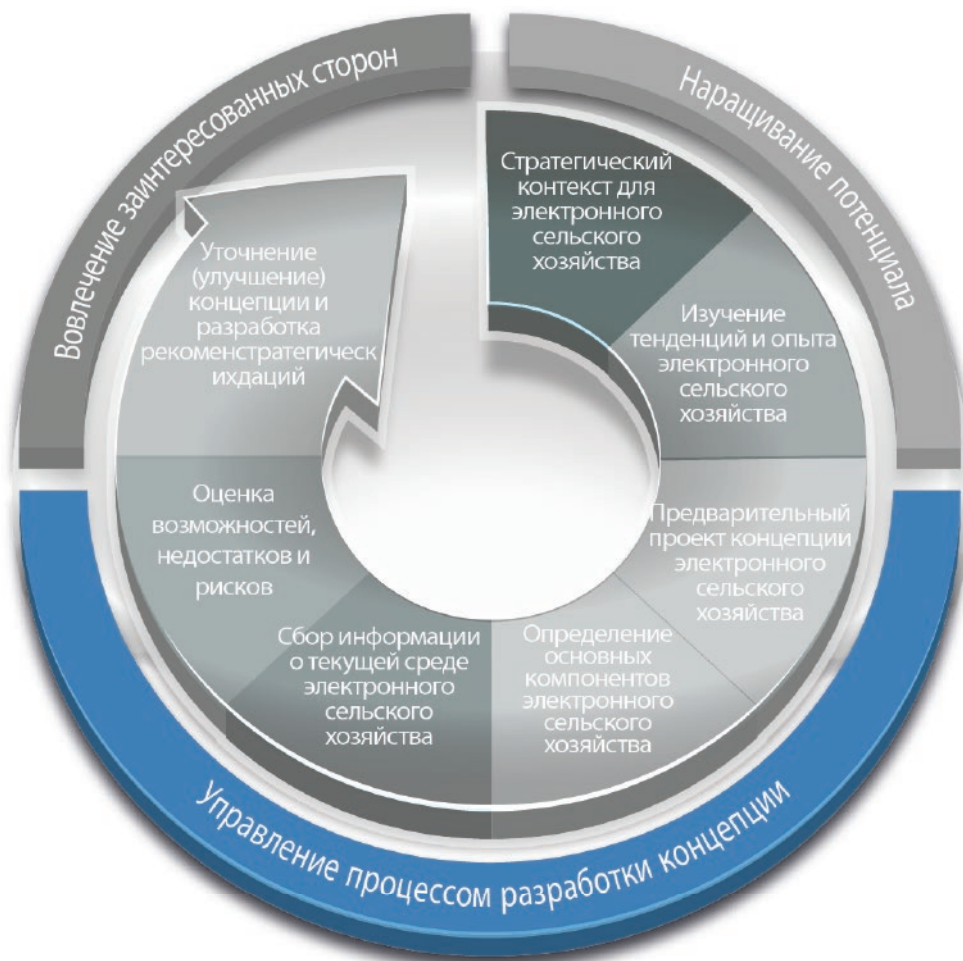 Вовлечение заинтересованных сторон
Наращивание потенциала
Стратегический
контекст для
электронного
сельского
хозяйства
Изучение
тенденций и опыта
электронного
сельского
хозяйства
Предварительный
проект концепции
электронного
сельского
хозяйства
Определение
основных
компонентов
электронного
сельского
хозяйства
Сбор информации
о текущей среде
электронного
сельского
хозяйства
Оценка
возможностей,
недостатков и
рисков
Уточнение
(улучшение)
концепции и
разработка
рекоменстратегическ
ихдаций
Управление процессом разработки концепции